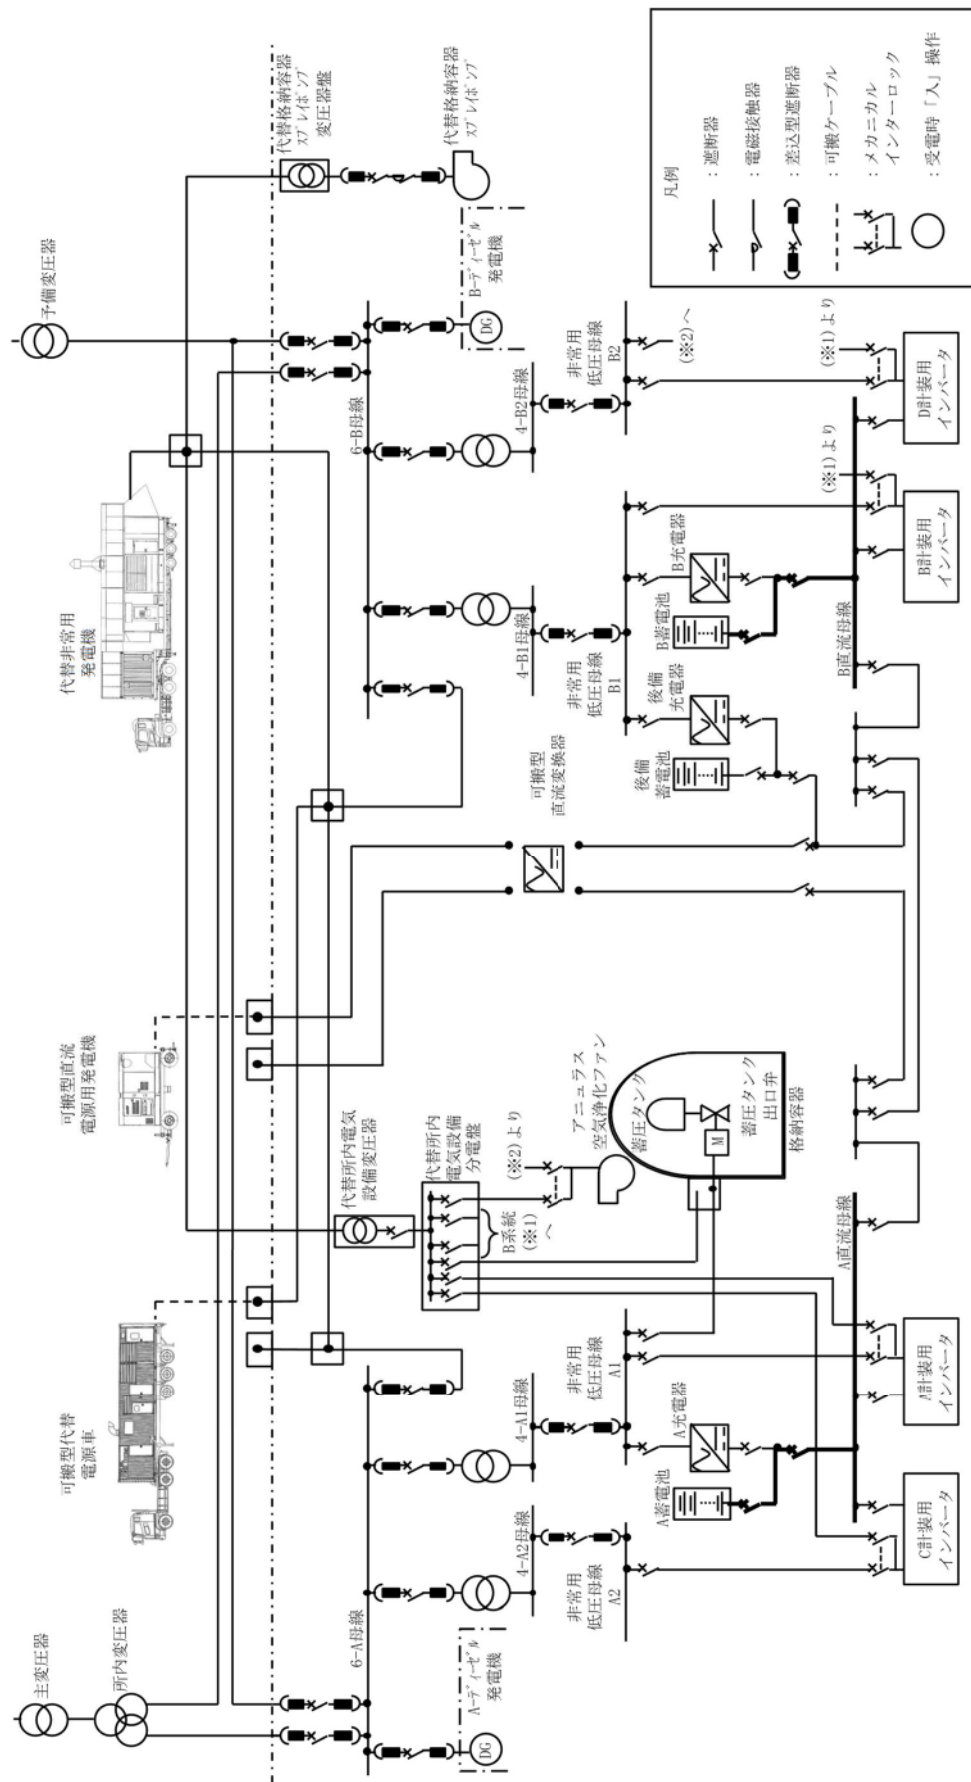 主変圧器
所内変圧器
可搬型代替
電源車
可搬型直流
電源用発電機
代替非常用
発電機
予備変圧器
代替格納容器
スプレイポンプ
変圧器盤
代替格納容器
スプレイポンプ
代替所内電気
設備変圧器
代替所内
電気設備
分電盤
(※2)より
B系統
(※1)
へ
アニュラス
空気浄化ファン
蓄圧タンク
M
蓄圧タンク
出口弁
格納容器
6-A母線
A-ディーゼル
発電機
DG
4-A2母線
4-A1母線
非常用
低圧母線
A2
非常用
低圧母線
A1
A充電器
A蓄電池
A直流母線
C計装用
インバータ
A計装用
インバータ
可搬型
直流変換器
6-B母線
B-ディーゼル
発電機
DG
4-B1母線
4-B2母線
非常用
低圧母線
B1
非常用
低圧母線
B2
(※2)へ
後備
充電器
後備
蓄電池
B充電器
B蓄電池
B直流母線
(※1)より
(※1)より
B計装用
インバータ
D計装用
インバータ
凡例
：遮断器
：電磁接触器
：差込型遮断器
：可搬ケーブル
：メカニカル
インターロック
：受電時「入」操作